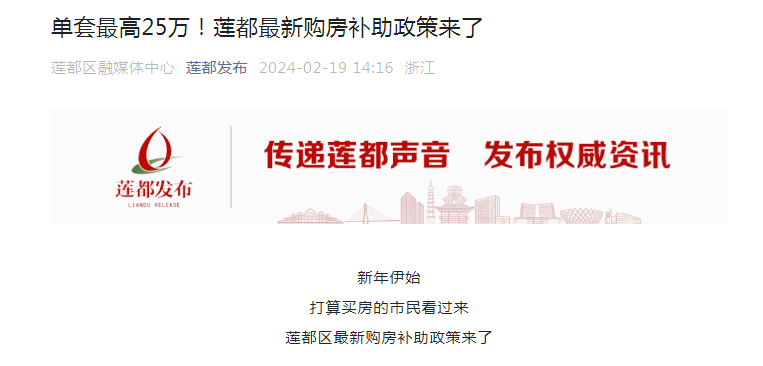 单套最高25万！莲都最新购房补助政策来了
莲都区融媒体中心 莲都发布 2024-02-19 14:16 浙江
传递莲都声音 发布权威资讯
莲都发布
LIANDU RELEASE
新年伊始
打算买房的市民看过来
莲都区最新购房补助政策来了